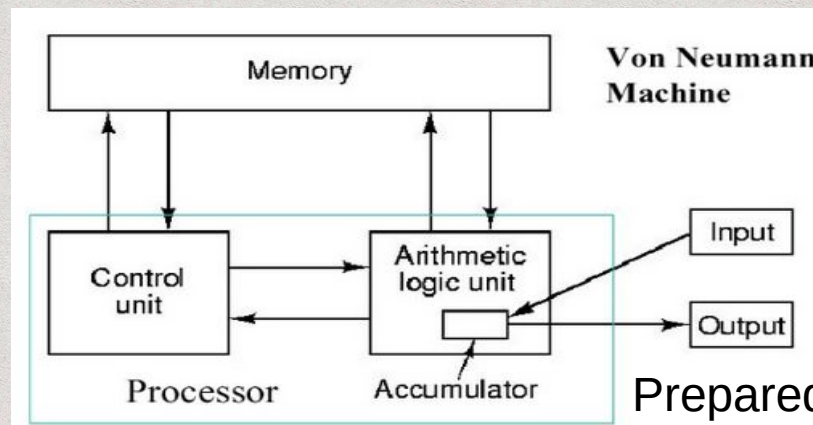 Memory
Von Neumann
Machine
Control
unit
Arithmetic
logic unit
Input
Output
Accumulator
Processor
Prepared